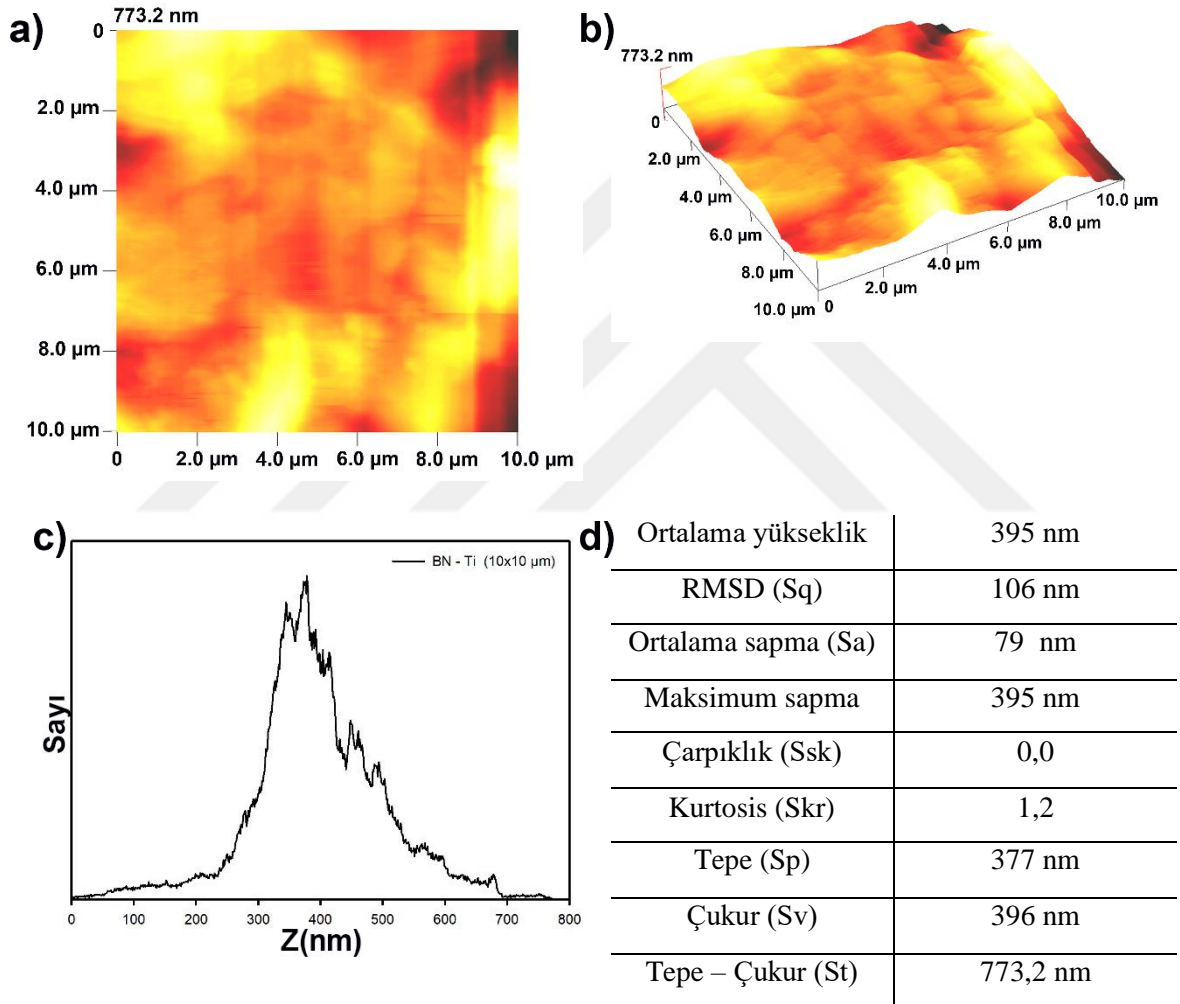 a)
773.2 nm
0
2.0 µm
4.0 µm
6.0 µm
8.0 µm
10.0 µm
0
2.0 µm
4.0 µm
6.0 µm
8.0 µm
10.0 µm
b)
773.2 nm
0
2.0 µm
4.0 µm
6.0 µm
8.0 µm
10.0 µm
0
2.0 µm
4.0 µm
6.0 µm
8.0 µm
10.0 µm
c)
BN - Ti (10x10 µm)
Sayı
0
100
200
300
400
500
600
700
800
Z(nm)
d)
Ortalama yükseklik 395 nm
RMSD (Sq) 106 nm
Ortalama sapma (Sa) 79 nm
Maksimum sapma 395 nm
Çarpıklık (Ssk) 0,0
Kurtosis (Skr) 1,2
Tepe (Sp) 377 nm
Çukur (Sv) 396 nm
Tepe – Çukur (St) 773,2 nm